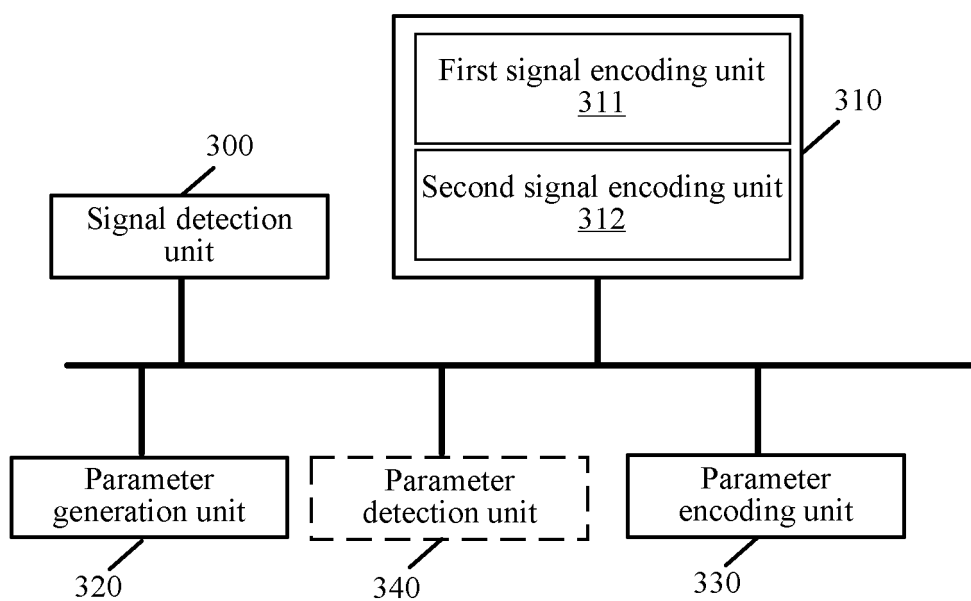 First signal encoding unit
311
310
300
Second signal encoding unit
312
Signal detection
unit
Parameter
generation unit
Parameter
detection unit
Parameter
encoding unit
320
340
330